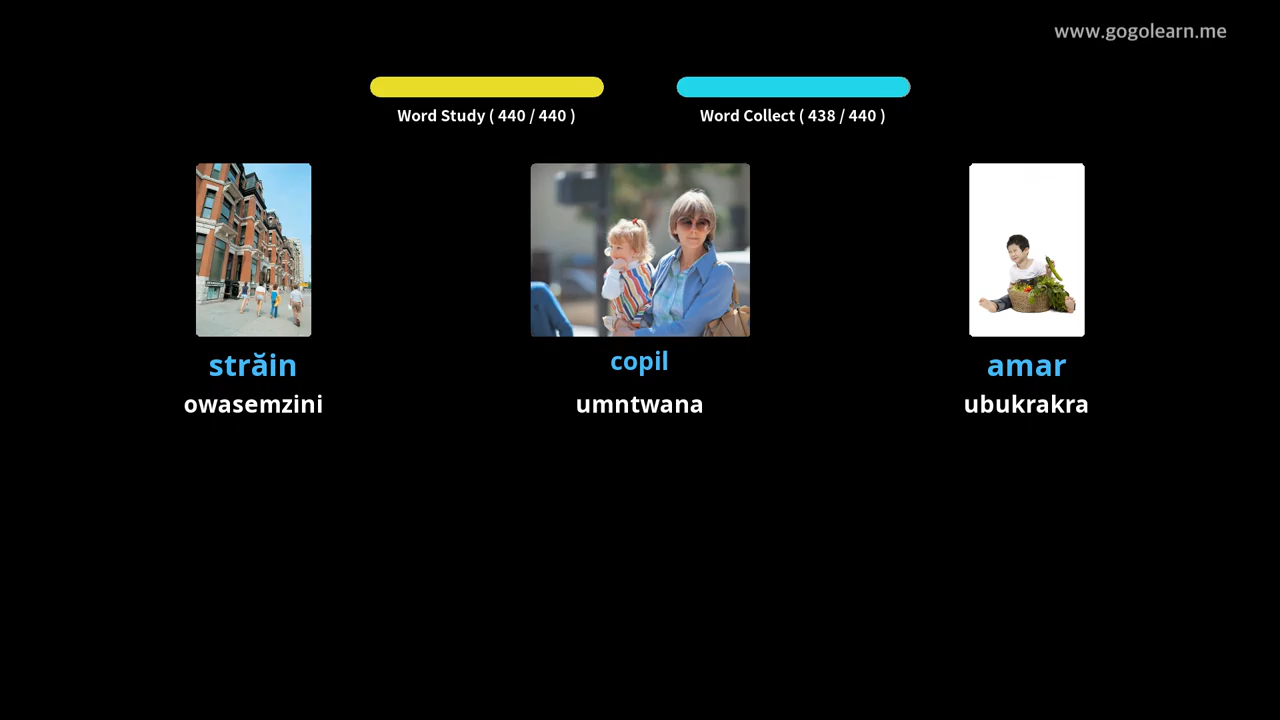 www.gogolearn.me
Word Study ( 440 / 440 )
Word Collect ( 438 / 440 )
străin
copil
amar
owasemzini
umntwana
ubukrakra